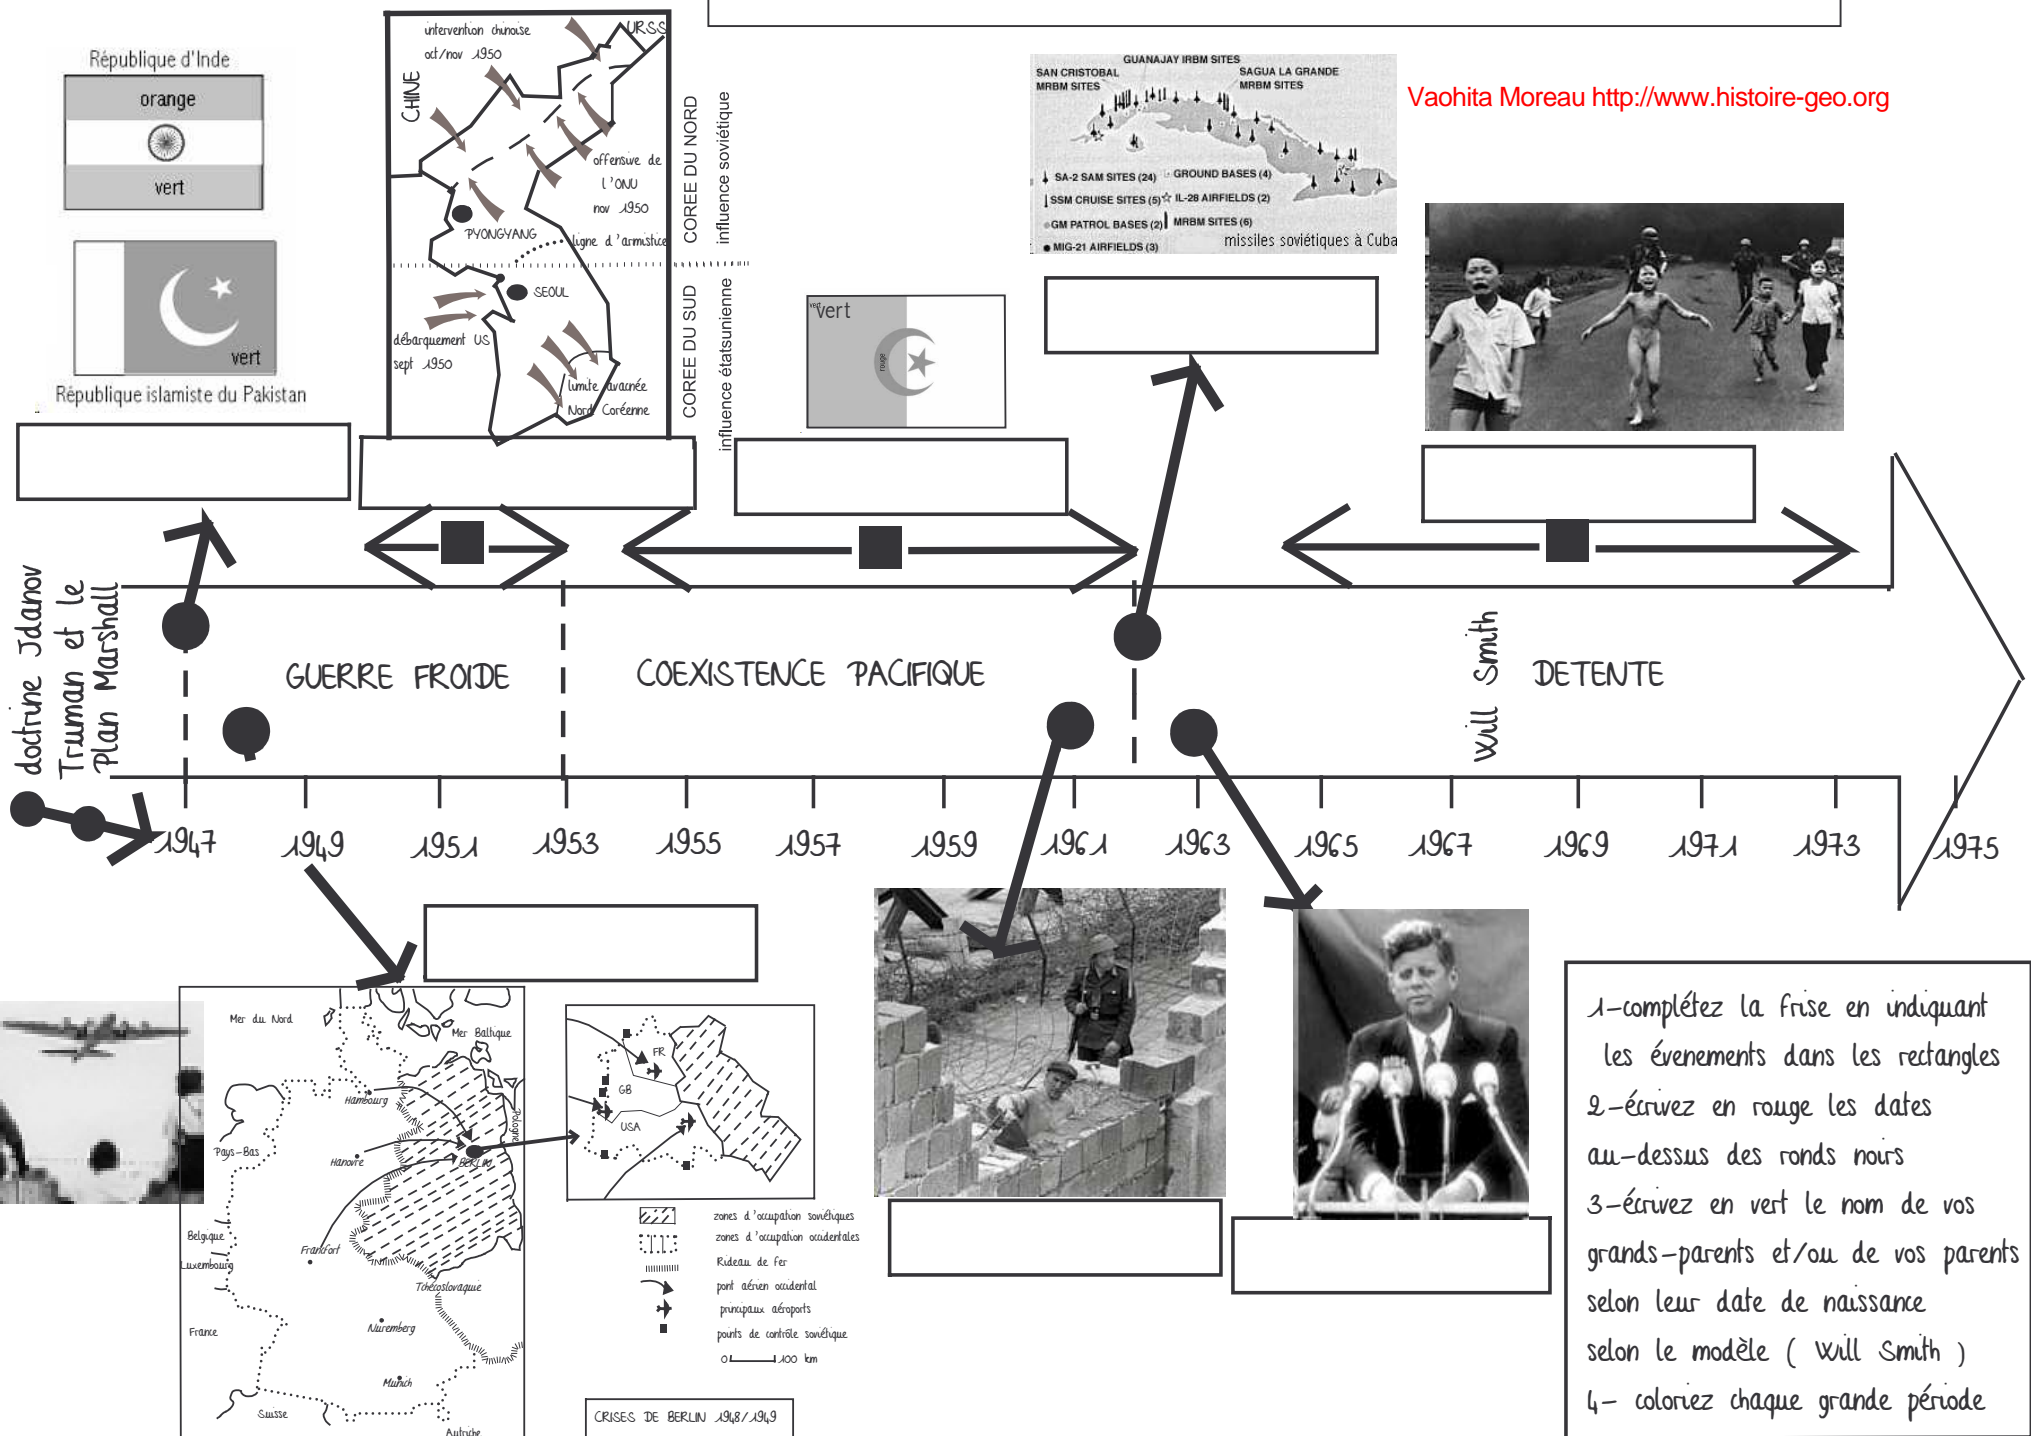 République d'Inde
orange
vert
vert
République islamiste du Pakistan
intervention chinoise
oct/nov 1950
URSS
CHINE
offensive de
l'ONU
nov 1950
PYONGYANG
ligne d'armistice
SEOUL
débarquement US
sept 1950
limite avacnée
Nord Coréenne
COREE DU NORD
influence soviétique
COREE DU SUD
influence étatsunienne
vert
vert
rouge
GUANAJAY IRBM SITES
SAN CRISTOBAL
MRBM SITES
SAGUA LA GRANDE
MRBM SITES
SA-2 SAM SITES (24)
GROUND BASES (4)
SSM CRUISE SITES (5)
IL-28 AIRFIELDS (2)
GM PATROL BASES (2)
MRBM SITES (6)
MIG-21 AIRFIELDS (3)
missiles soviétiques à Cuba
Vaohita Moreau http://www.histoire-geo.org
doctrine Jdanov
Truman et le
Plan Marshall
GUERRE FROIDE
COEXISTENCE PACIFIQUE
Will Smith
DETENTE
1947
1949
1951
1953
1955
1957
1959
1961
1963
1965
1967
1969
1971
1973
1975
Mer du Nord
Mer Baltique
Hambourg
Pologne
Pays-Bas
Hanovre
BERLIN
Belgique
Luxembourg
Francfort
Tchécoslovaquie
France
Nuremberg
Munich
Suisse
Autriche
FR
GB
USA
zones d'occupation soviétiques
zones d'occupation occidentales
Rideau de fer
pont aérien occidental
principaux aéroports
points de contrôle soviétique
0 100 km
CRISES DE BERLIN 1948/1949
1-complétez la frise en indiquant
les évenements dans les rectangles
2-écrivez en rouge les dates
au-dessus des ronds noirs
3-écrivez en vert le nom de vos
grands-parents et/ou de vos parents
selon leur date de naissance
selon le modèle ( Will Smith )
4- coloriez chaque grande période